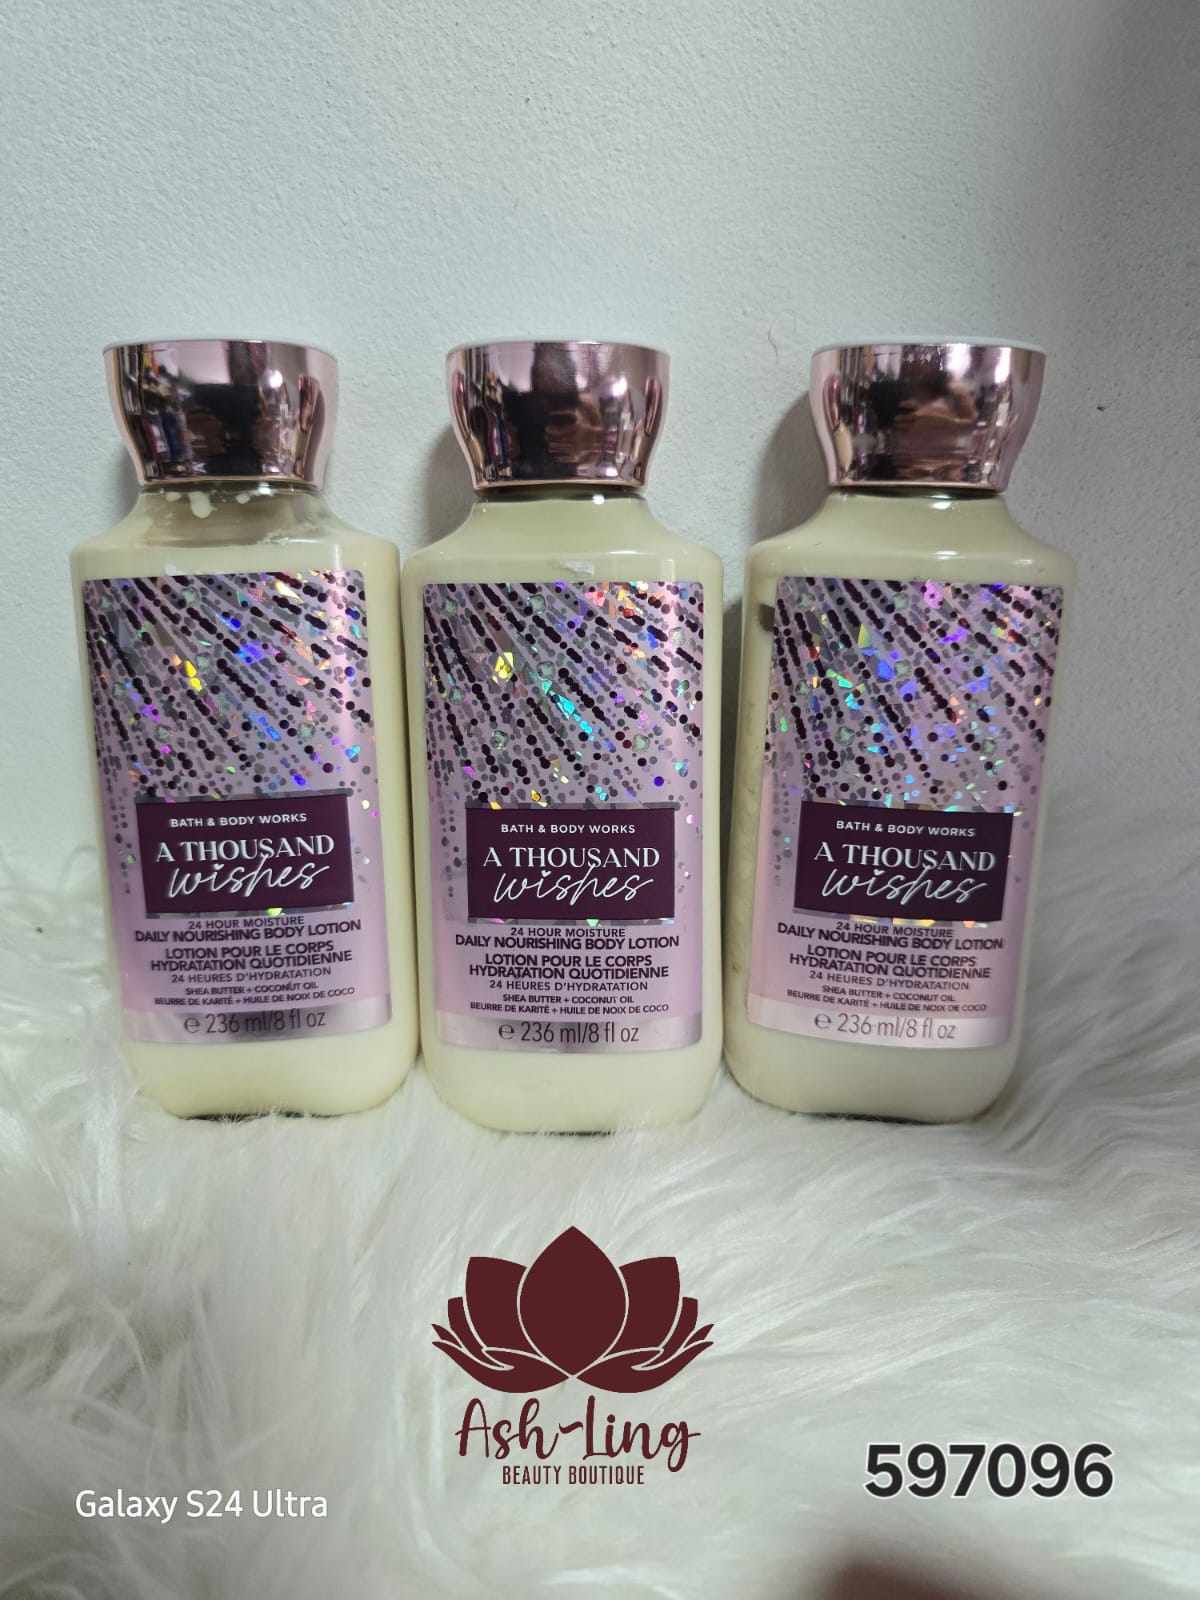 BATH & BODY WORKS
A THOUSAND
wishes
24 HOUR MOISTURE
DAILY NOURISHING BODY LOTION
LOTION POUR LE CORPS
HYDRATATION QUOTIDIENNE
24 HEURES D'HYDRATATION
SHEA BUTTER + COCONUT OIL
BEURRE DE KARITÉ + HUILE DE NOIX DE COCO
℮ 236 ml/8 fl oz
BATH & BODY WORKS
A THOUSAND
wishes
24 HOUR MOISTURE
DAILY NOURISHING BODY LOTION
LOTION POUR LE CORPS
HYDRATATION QUOTIDIENNE
24 HEURES D'HYDRATATION
SHEA BUTTER + COCONUT OIL
BEURRE DE KARITÉ + HUILE DE NOIX DE COCO
℮ 236 ml/8 fl oz
BATH & BODY WORKS
A THOUSAND
wishes
24 HOUR MOISTURE
DAILY NOURISHING BODY LOTION
LOTION POUR LE CORPS
HYDRATATION QUOTIDIENNE
24 HEURES D'HYDRATATION
SHEA BUTTER + COCONUT OIL
BEURRE DE KARITÉ + HUILE DE NOIX DE COCO
℮ 236 ml/8 fl oz
Ash-Ling
BEAUTY BOUTIQUE
597096
Galaxy S24 Ultra